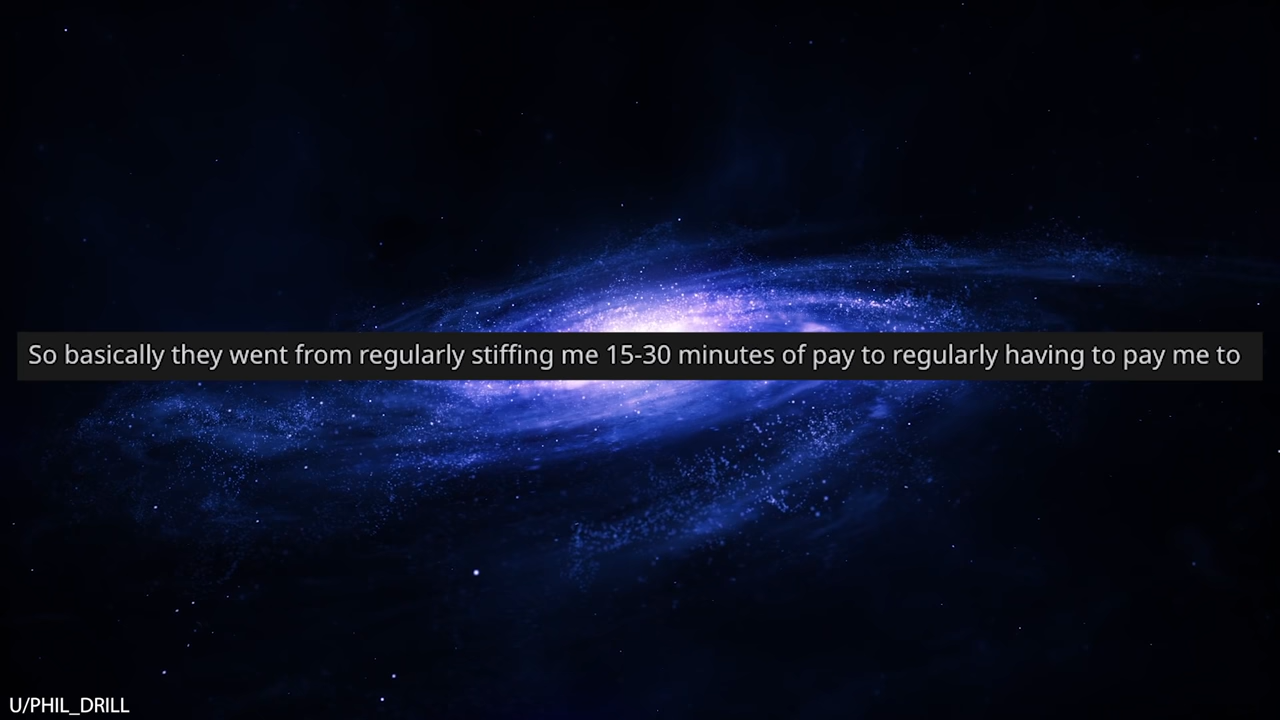 So basically they went from regularly stiffing me 15-30 minutes of pay to regularly having to pay me to
U/PHIL_DRILL